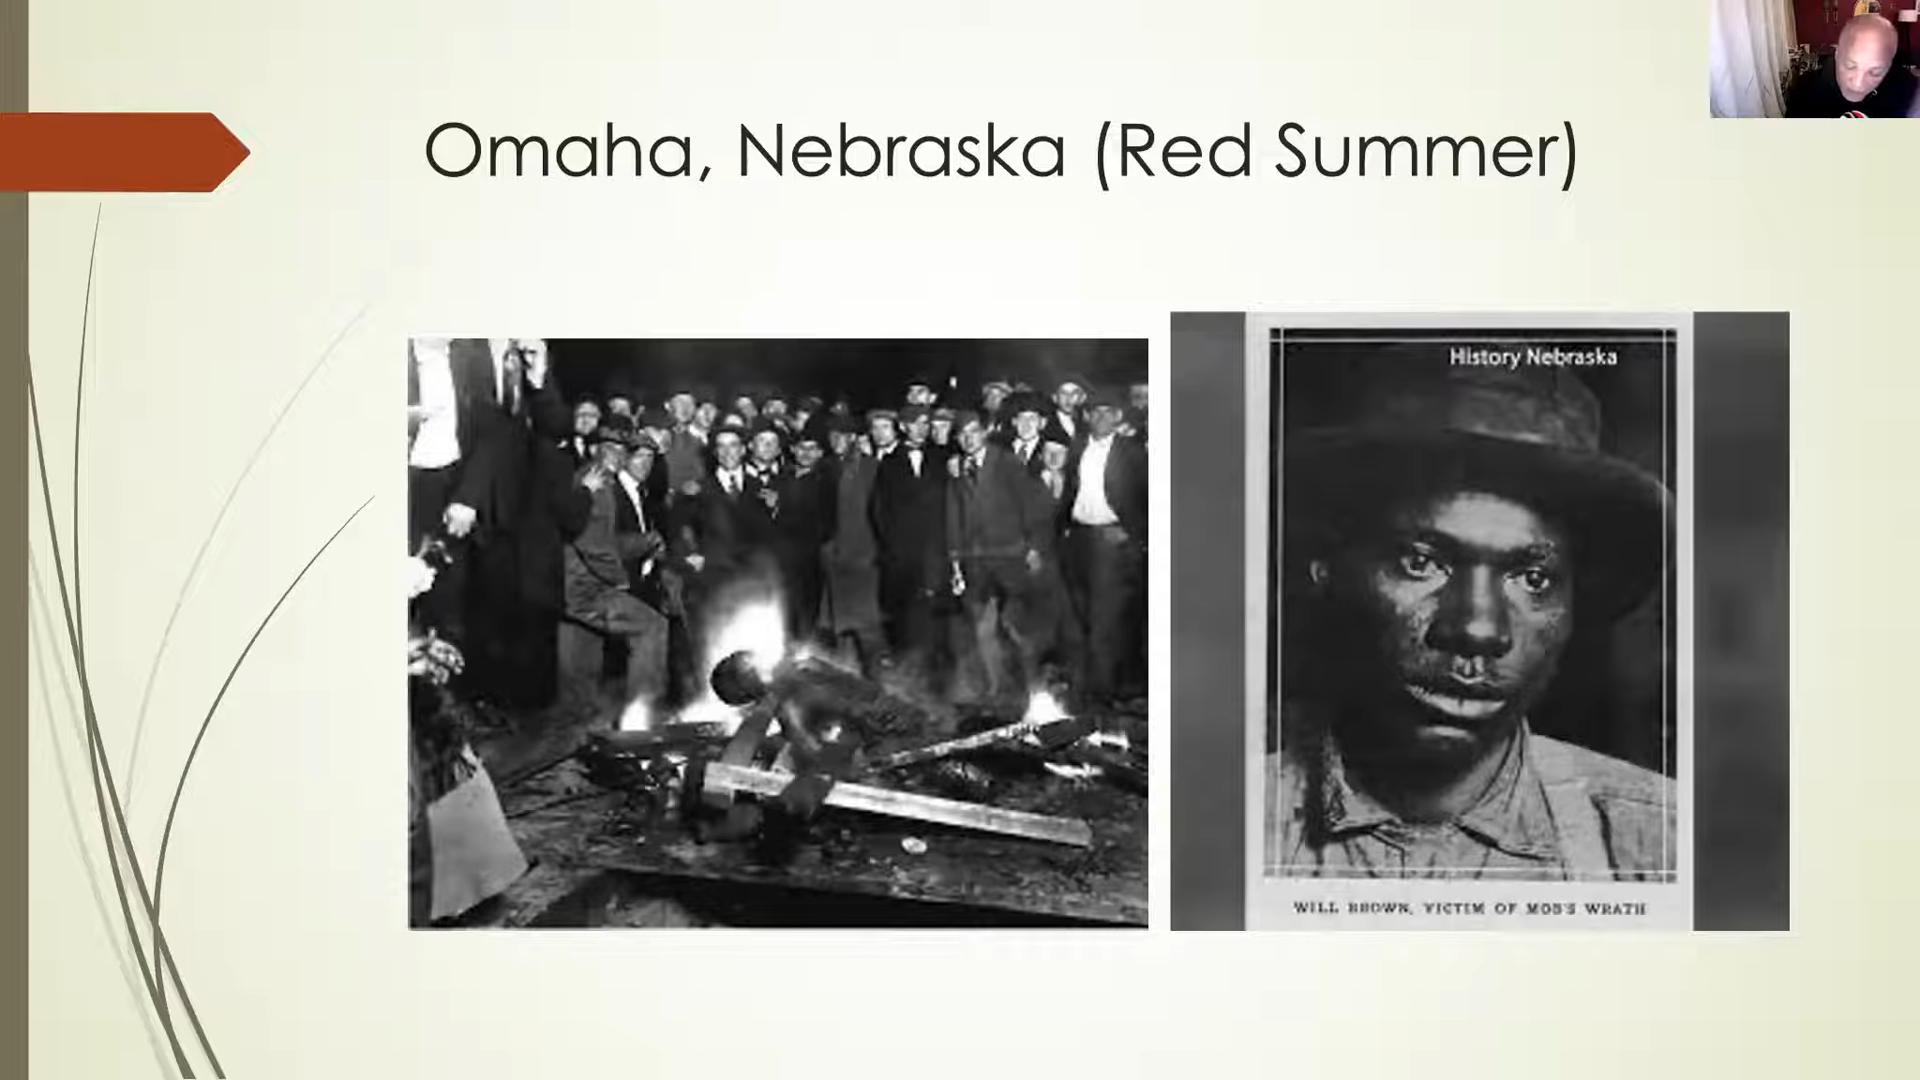 Omaha, Nebraska (Red Summer)
History Nebraska
WILL BROWN, VICTIM OF MOB'S WRATH